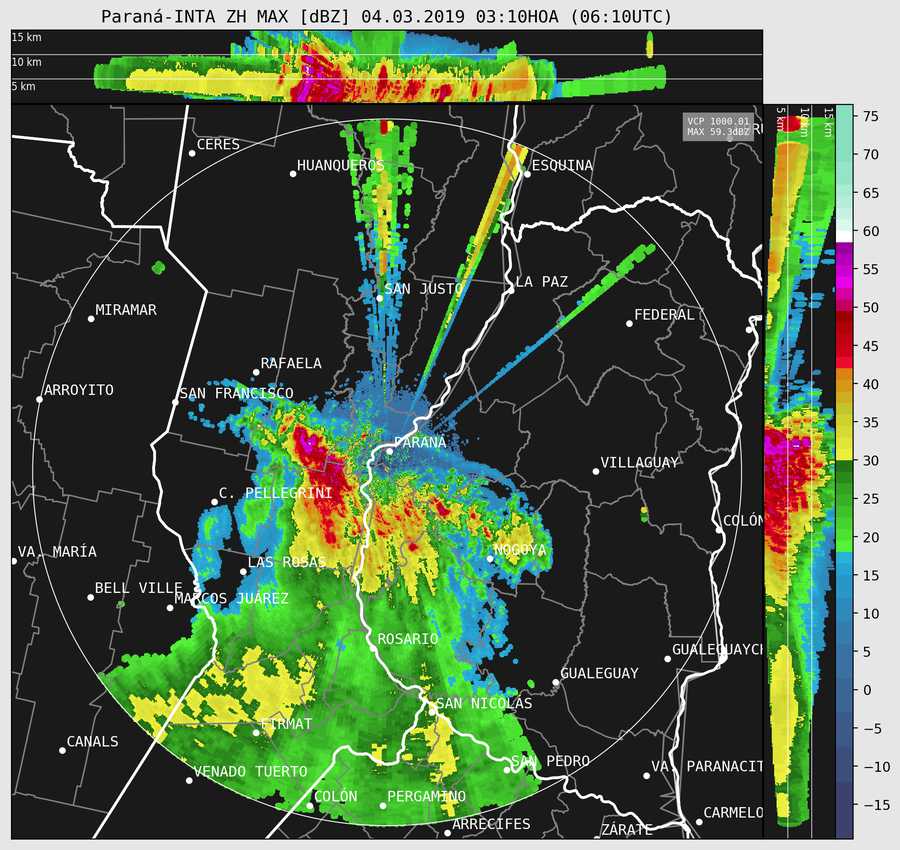 Paraná-INTA ZH MAX [dBZ] 04.03.2019 03:10HOA (06:10UTC)
15 km
10 km
5 km
VCP 1000.01
MAX 59.3dBZ
5 km
10km
15 km
CERES
HUANQUEROS
ESQUINA
SAN JUSTO
LA PAZ
MIRAMAR
FEDERAL
RAFAELA
ARROYITO
SAN FRANCISCO
PARANÁ
VILLAGUAY
C. PELLEGRINI
COLÓN
VA. MARÍA
NOGOYÁ
LAS ROSAS
BELL VILLE
MARCOS JUÁREZ
ROSARIO
GUALEGUAYCH
GUALEGUAY
SAN NICOLÁS
FIRMAT
CANALS
SAN PEDRO
VENADO TUERTO
VA. PARANACIT
COLÓN
PERGAMINO
CARMELO
ARRECIFES
ZÁRATE
75
70
65
60
55
50
45
40
35
30
25
20
15
10
5
0
−5
−10
−15